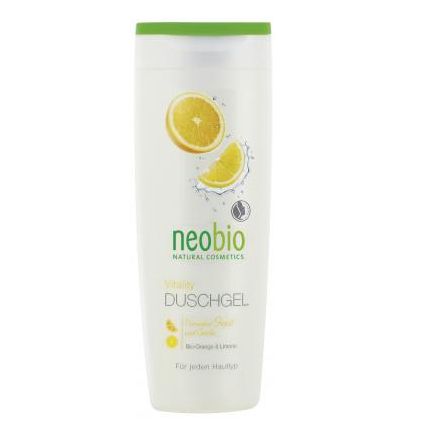 neobio
NATURAL COSMETICS
Vitality
DUSCHGEL
Bio-Orange & Limone
Für jeden Hauttyp